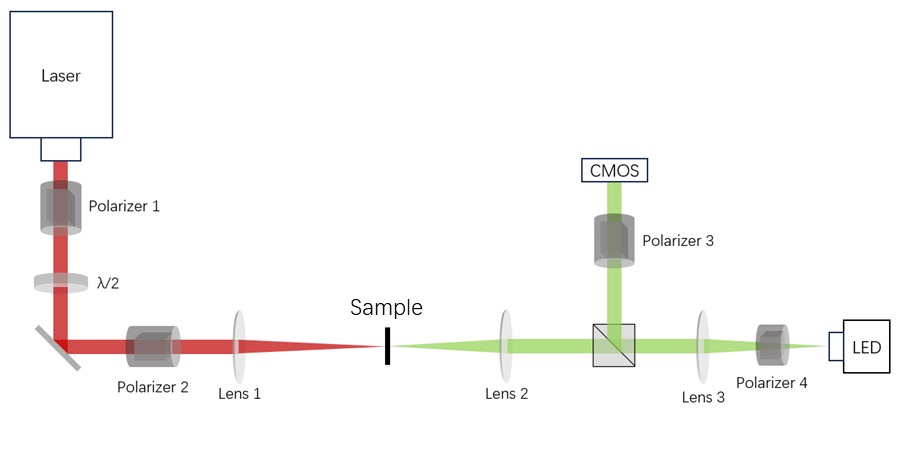 Laser
Polarizer 1
λ/2
Polarizer 2
Lens 1
Sample
Lens 2
CMOS
Polarizer 3
Lens 3
Polarizer 4
LED